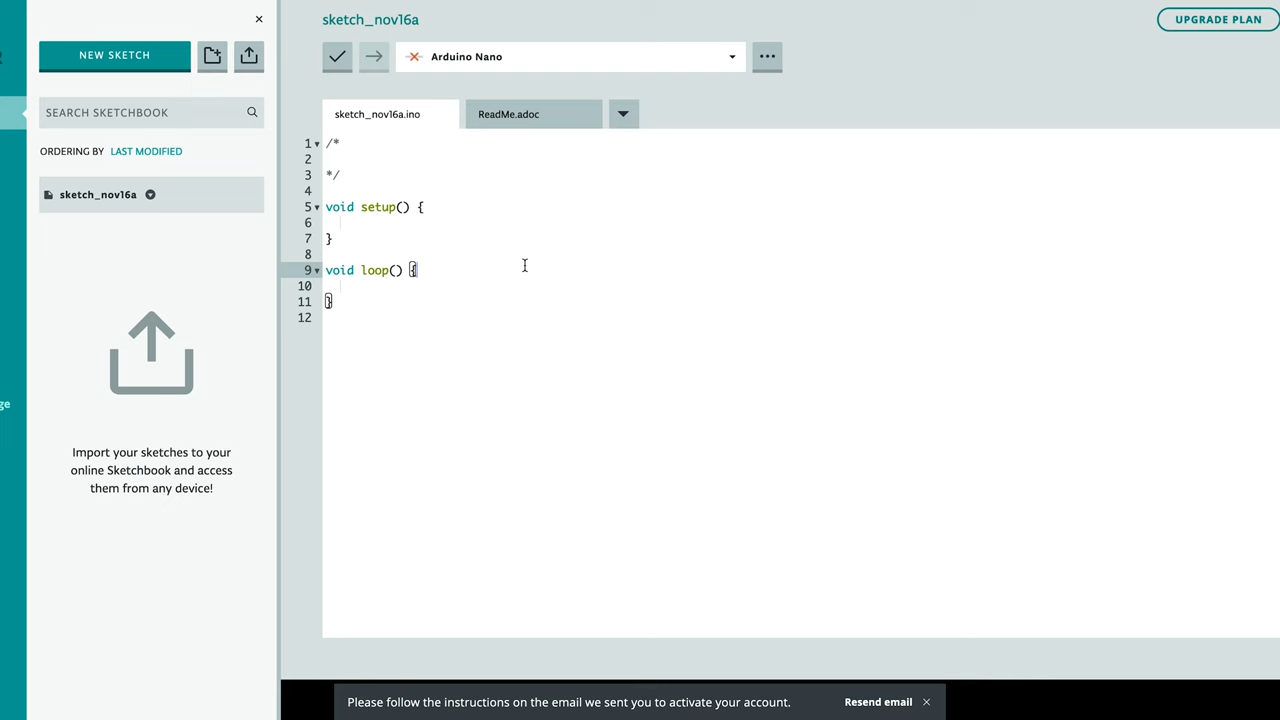 NEW SKETCH
SEARCH SKETCHBOOK
ORDERING BY LAST MODIFIED
sketch_nov16a
Import your sketches to your
online Sketchbook and access
them from any device!
ge
sketch_nov16a
UPGRADE PLAN
Arduino Nano
sketch_nov16a.ino
ReadMe.adoc
1 /*
2
3 */
4
5 void setup() {
6
7 }
8
9 void loop() {
10
11 }
12
Please follow the instructions on the email we sent you to activate your account.
Resend email